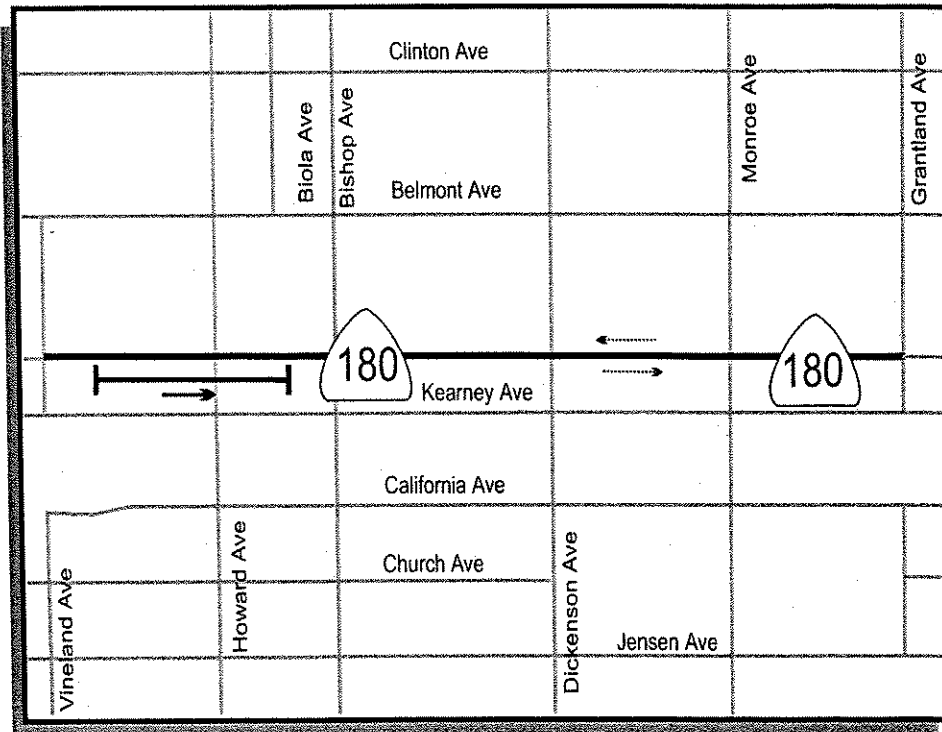 Clinton Ave
Biola Ave
Bishop Ave
Monroe Ave
Grantland Ave
Belmont Ave
180
180
Kearney Ave
California Ave
Vineland Ave
Howard Ave
Church Ave
Dickenson Ave
Jensen Ave